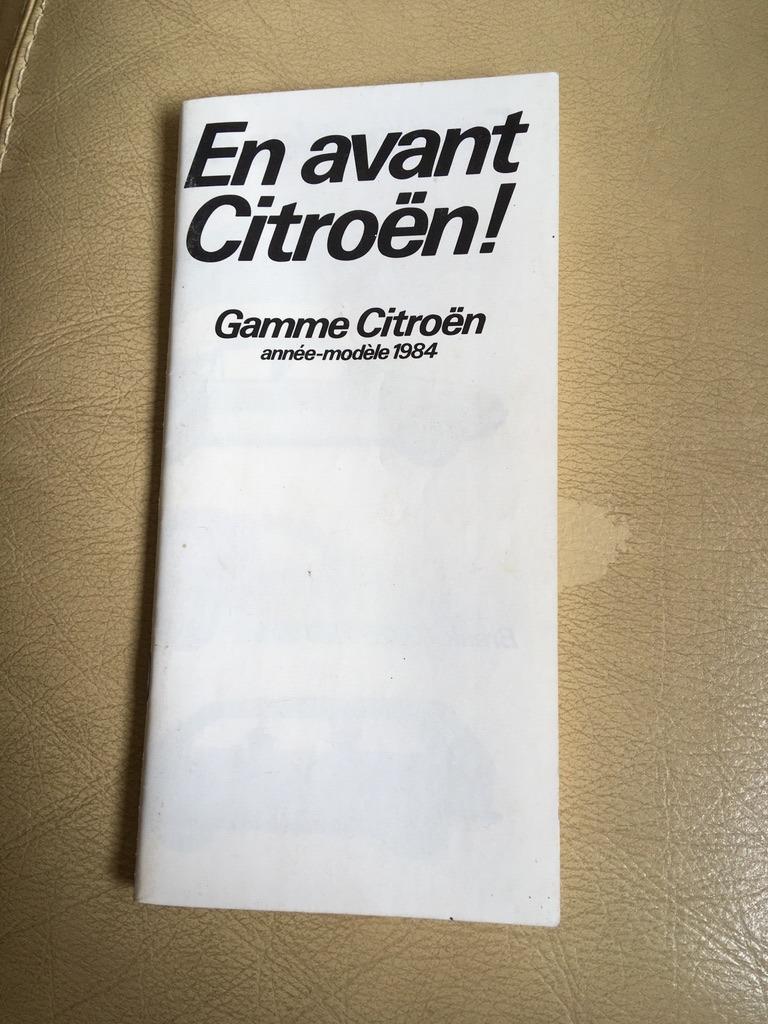 En avant
Citroën!
Gamme Citroën
année-modèle 1984